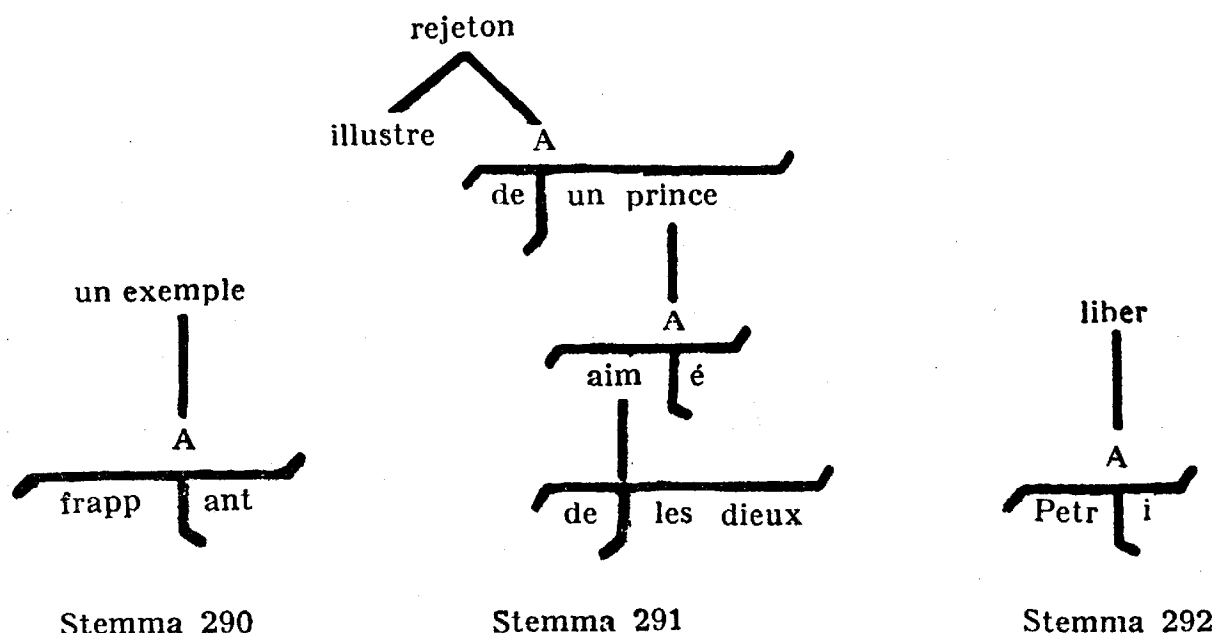 rejeton
illustre A
de un prince
un exemple
A
aim é
A
frapp ant
de les dieux
liber
A
Petr i
Stemma 290 Stemma 291 Stemma 292